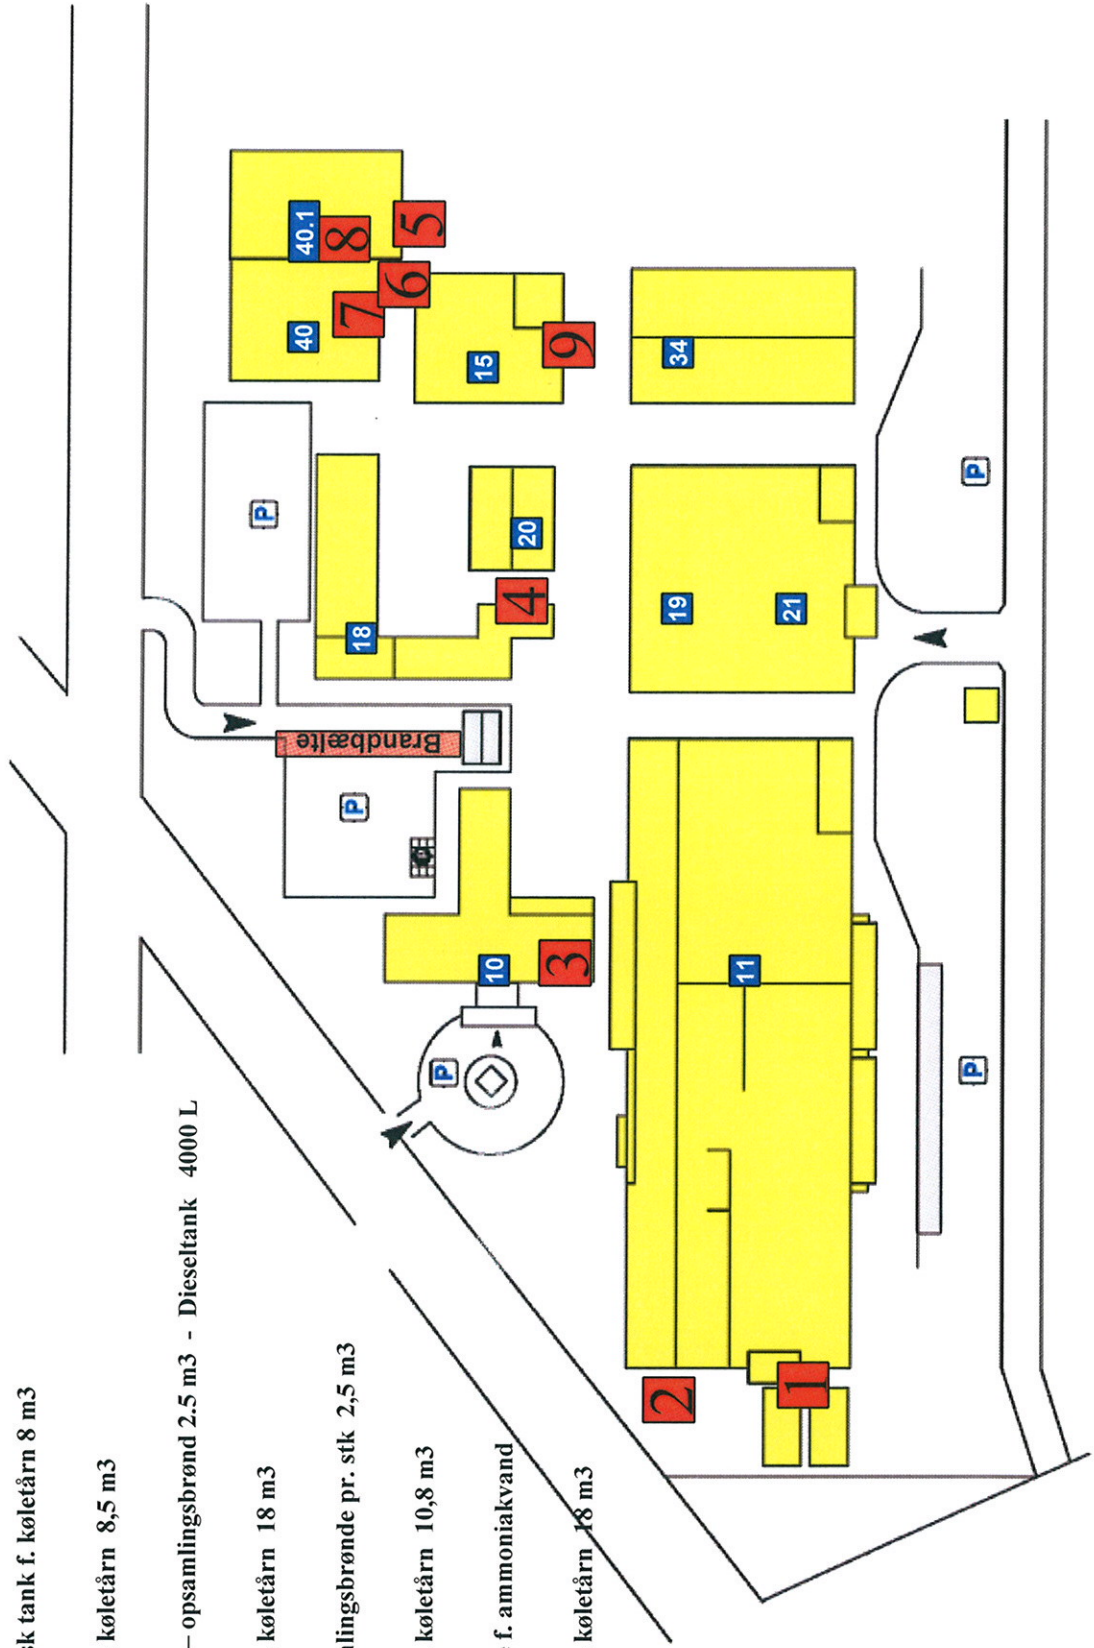 tank f. køletårn 8 m3
køletårn 8,5 m3
– opsamlingsbrønd 2.5 m3 - Dieseltank 4000 L
køletårn 18 m3
pr. stk 2,5 m3
køletårn 10,8 m3
f. ammoniakvand
køletårn 18 m3
40.1
8
5
40
7
6
15
9
34
P
18
20
4
19
21
P
Brandbælte
P
10
3
11
P
P
2
1